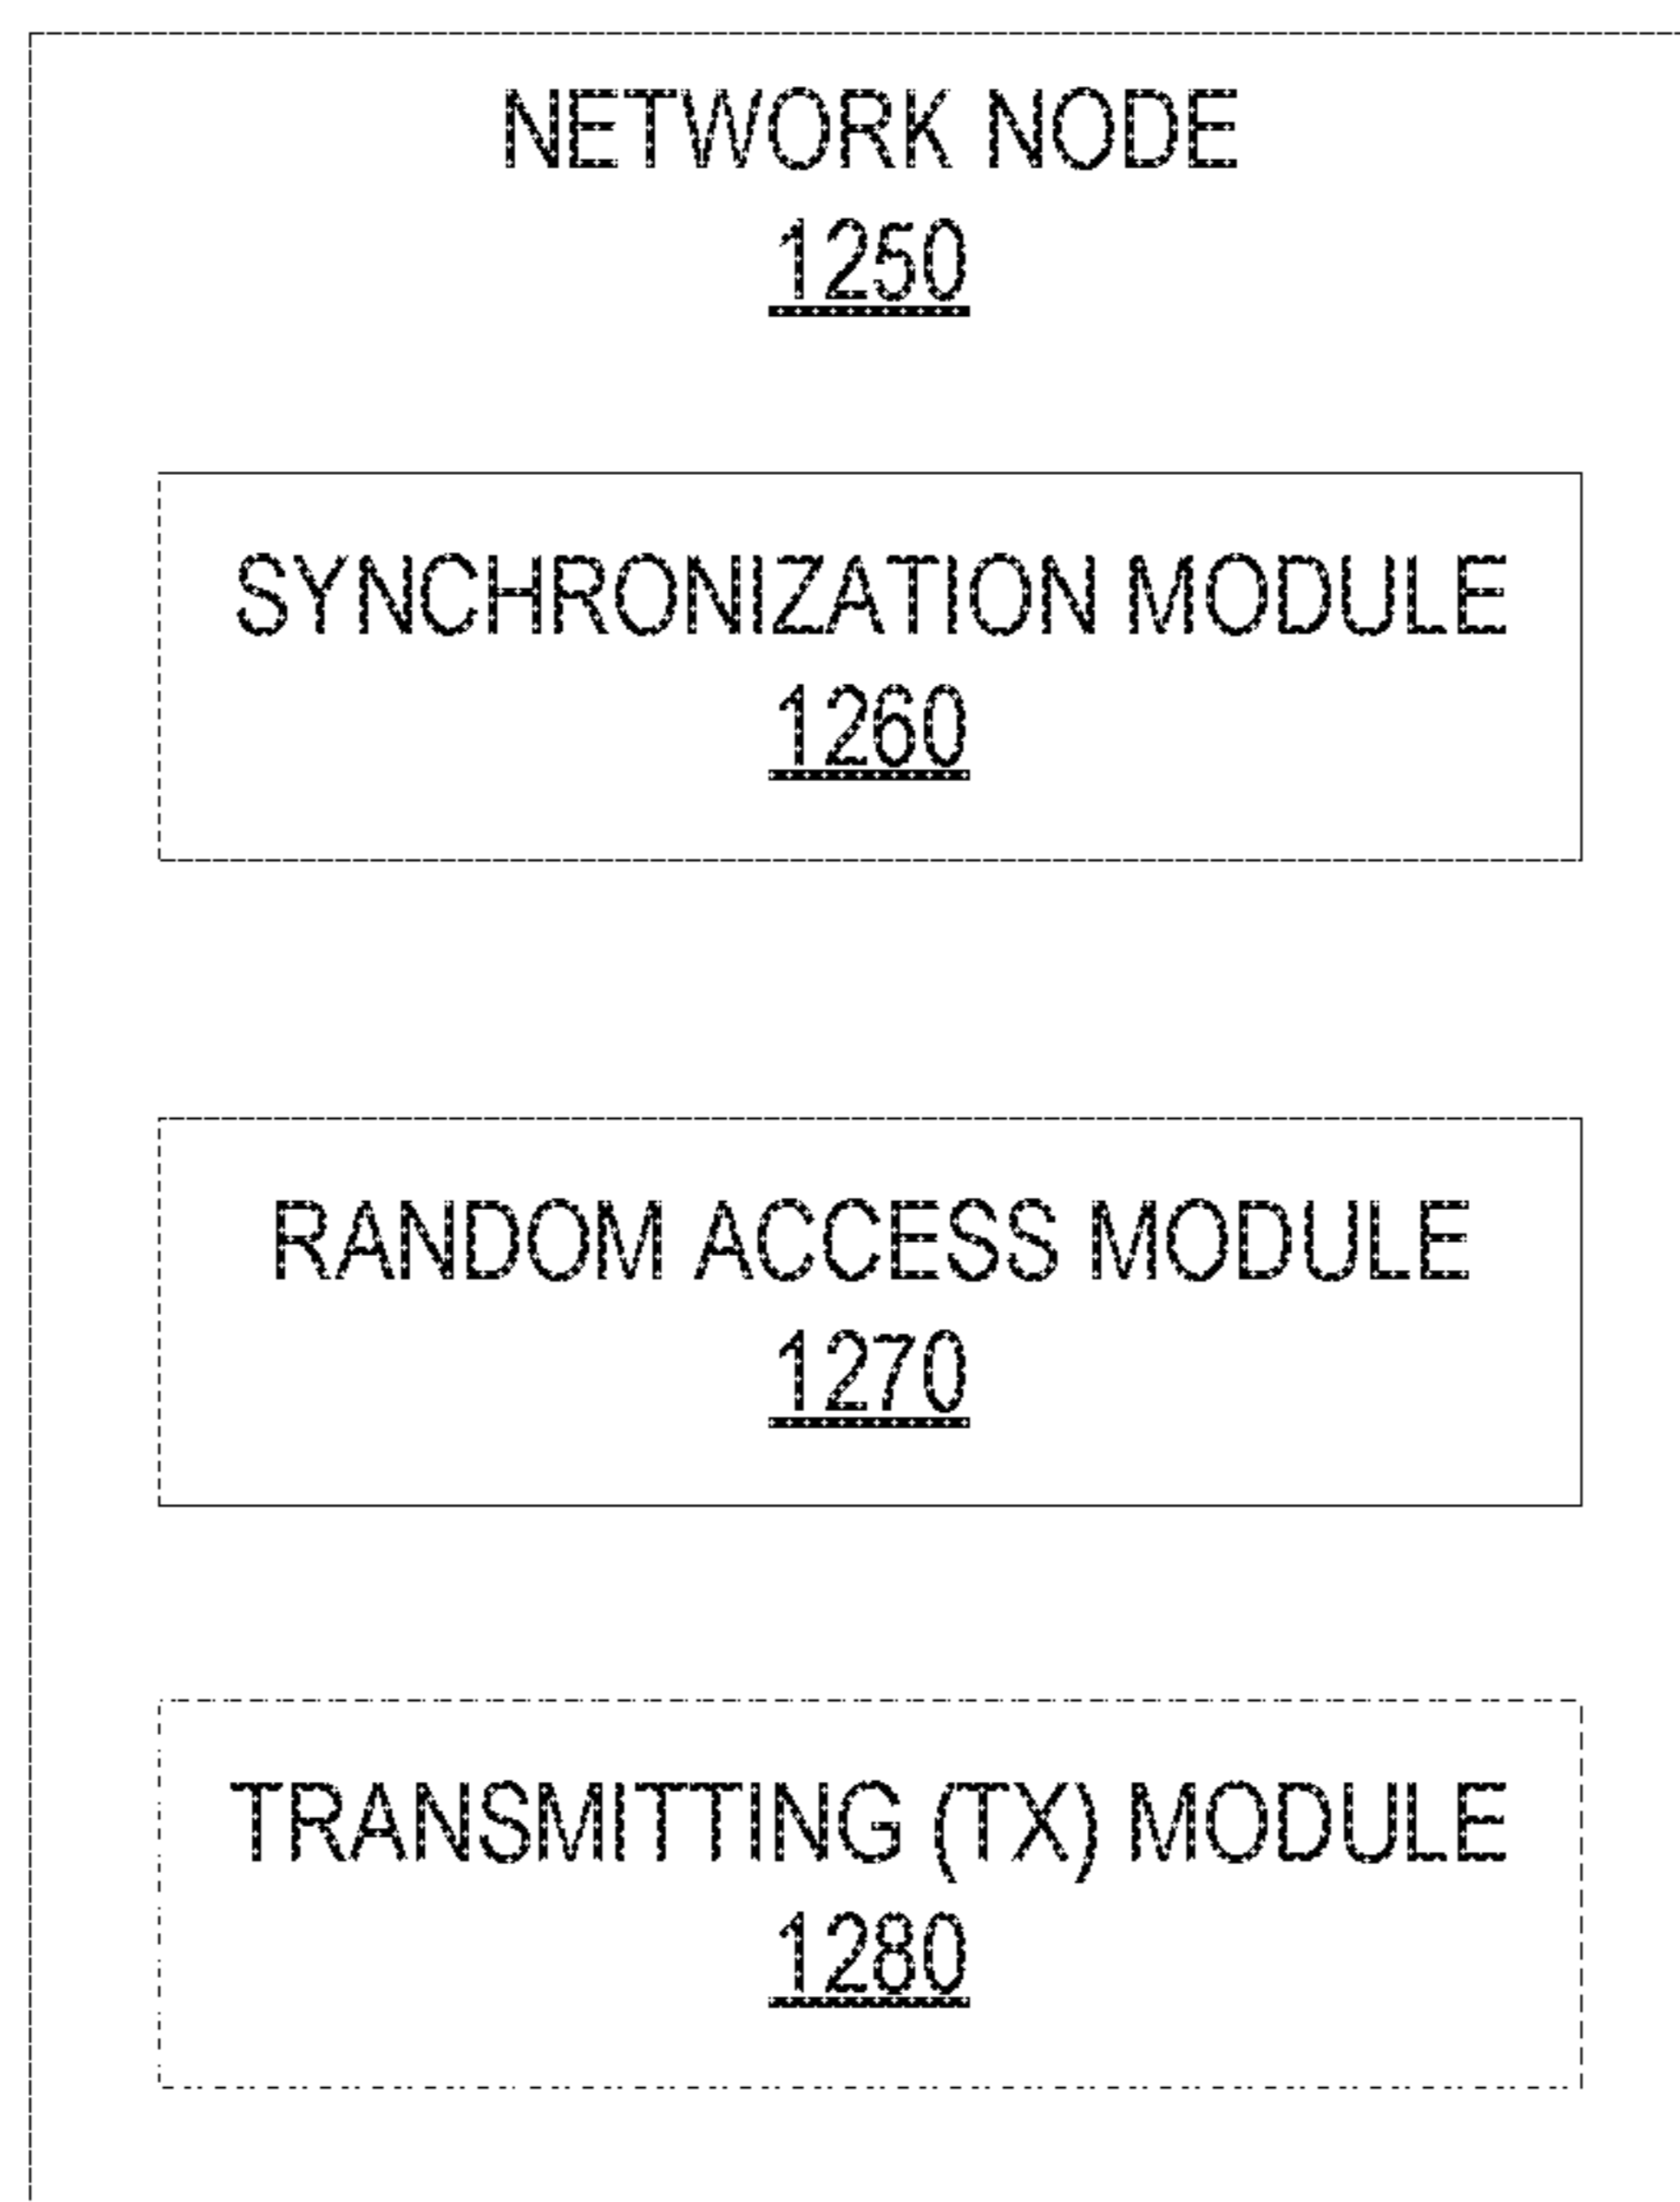 NETWORK NODE
1250
SYNCHRONIZATION MODULE
1260
RANDOM ACCESS MODULE
1270
TRANSMITTING (TX) MODULE
1280